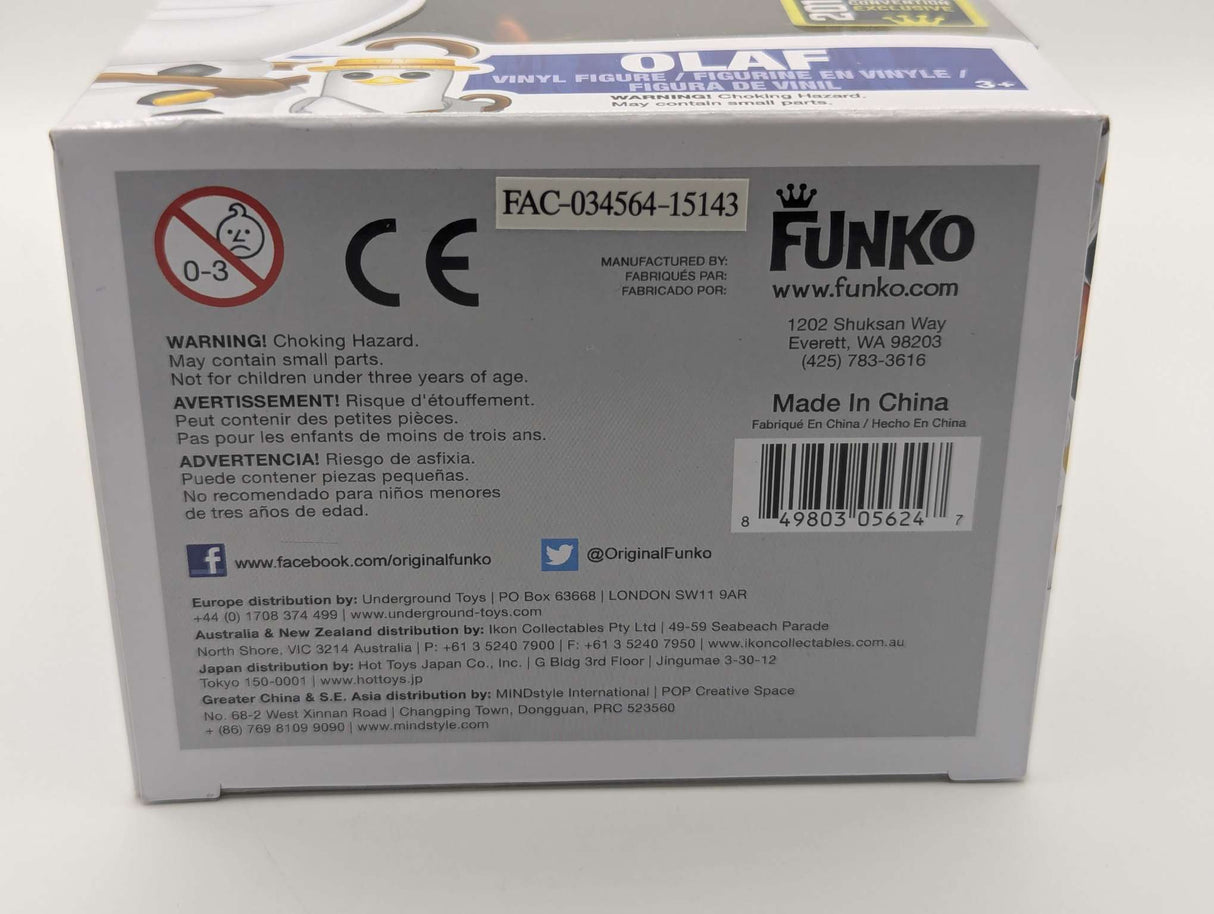 CONVENTION
EXCLUSIVE
OLAF
VINYL FIGURE / FIGURINE EN VINYLE /
FIGURA DE VINIL
3+
WARNING! Choking Hazard.
May contain small parts.
0-3
CE
FAC-034564-15143
MANUFACTURED BY:
FABRIQUÉS PAR:
FABRICADO POR:
FUNKO
www.funko.com
1202 Shuksan Way
Everett, WA 98203
(425) 783-3616
Made In China
Fabriqué En China / Hecho En China
8 49803 05624 7
WARNING! Choking Hazard.
May contain small parts.
Not for children under three years of age.
AVERTISSEMENT! Risque d'étouffement.
Peut contenir des petites pièces.
Pas pour les enfants de moins de trois ans.
ADVERTENCIA! Riesgo de asfixia.
Puede contener piezas pequeñas.
No recomendado para niños menores
de tres años de edad.
f www.facebook.com/originalfunko
@OriginalFunko
Europe distribution by: Underground Toys | PO Box 63668 | LONDON SW11 9AR
+44 (0) 1708 374 499 | www.underground-toys.com
Australia & New Zealand distribution by: Ikon Collectables Pty Ltd | 49-59 Seabeach Parade
North Shore, VIC 3214 Australia | P: +61 3 5240 7900 | F: +61 3 5240 7950 | www.ikoncollectables.com.au
Japan distribution by: Hot Toys Japan Co., Inc. | G Bldg 3rd Floor | Jingumae 3-30-12
Tokyo 150-0001 | www.hottoys.jp
Greater China & S.E. Asia distribution by: MINDstyle International | POP Creative Space
No. 68-2 West Xinnan Road | Changping Town, Dongguan, PRC 523560
+ (86) 769 8109 9090 | www.mindstyle.com